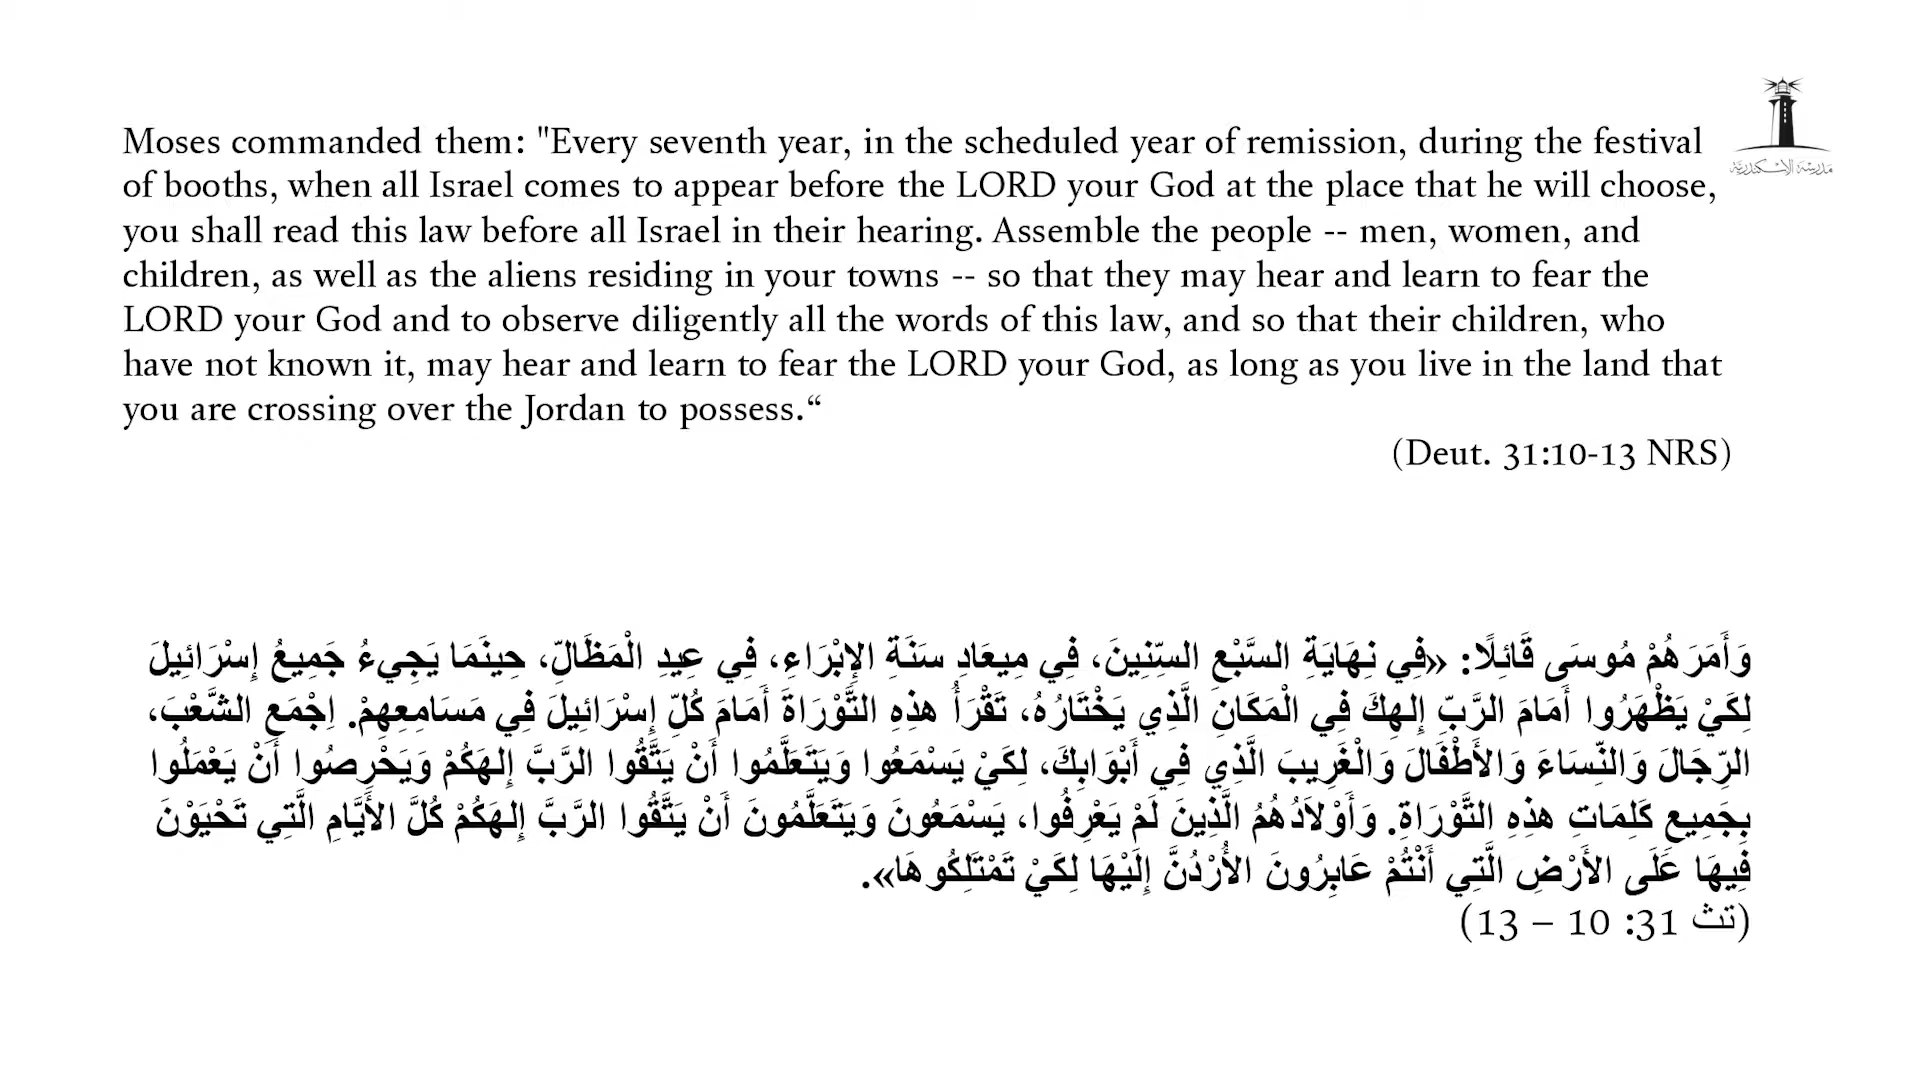 Moses commanded them: "Every seventh year, in the scheduled year of remission, during the festival
of booths, when all Israel comes to appear before the LORD your God at the place that he will choose,
you shall read this law before all Israel in their hearing. Assemble the people -- men, women, and
children, as well as the aliens residing in your towns -- so that they may hear and learn to fear the
LORD your God and to observe diligently all the words of this law, and so that their children, who
have not known it, may hear and learn to fear the LORD your God, as long as you live in the land that
you are crossing over the Jordan to possess.“
(Deut. 31:10-13 NRS)
مدرسة الإسكندرية
وَأَمَرَهُمْ مُوسَى قَائِلًا: «فِي نِهَايَةِ السَّبْعِ السِّنِينَ، فِي مِيعَادِ سَنَةِ الإِبْرَاءِ، فِي عِيدِ الْمَظَالِّ، حِينَمَا يَجِيءُ جَمِيعُ إِسْرَائِيلَ
لِكَيْ يَظْهَرُوا أَمَامَ الرَّبِّ إِلهِكَ فِي الْمَكَانِ الَّذِي يَخْتَارُهُ، تَقْرَأُ هذِهِ التَّوْرَاةَ أَمَامَ كُلِّ إِسْرَائِيلَ فِي مَسَامِعِهِمْ. اِجْمَعِ الشَّعْبَ،
الرِّجَالَ وَالنِّسَاءَ وَالأَطْفَالَ وَالْغَرِيبَ الَّذِي فِي أَبْوَابِكَ، لِكَيْ يَسْمَعُوا وَيَتَعَلَّمُوا أَنْ يَتَّقُوا الرَّبَّ إِلهَكُمْ وَيَحْرِصُوا أَنْ يَعْمَلُوا
بِجَمِيعِ كَلِمَاتِ هذِهِ التَّوْرَاةِ. وَأَوْلاَدُهُمُ الَّذِينَ لَمْ يَعْرِفُوا، يَسْمَعُونَ وَيَتَعَلَّمُونَ أَنْ يَتَّقُوا الرَّبَّ إِلهَكُمْ كُلَّ الأَيَّامِ الَّتِي تَحْيَوْنَ
فِيهَا عَلَى الأَرْضِ الَّتِي أَنْتُمْ عَابِرُونَ الأُرْدُنَّ إِلَيْهَا لِكَيْ تَمْتَلِكُوهَا».
(تث 31: 10 – 13)